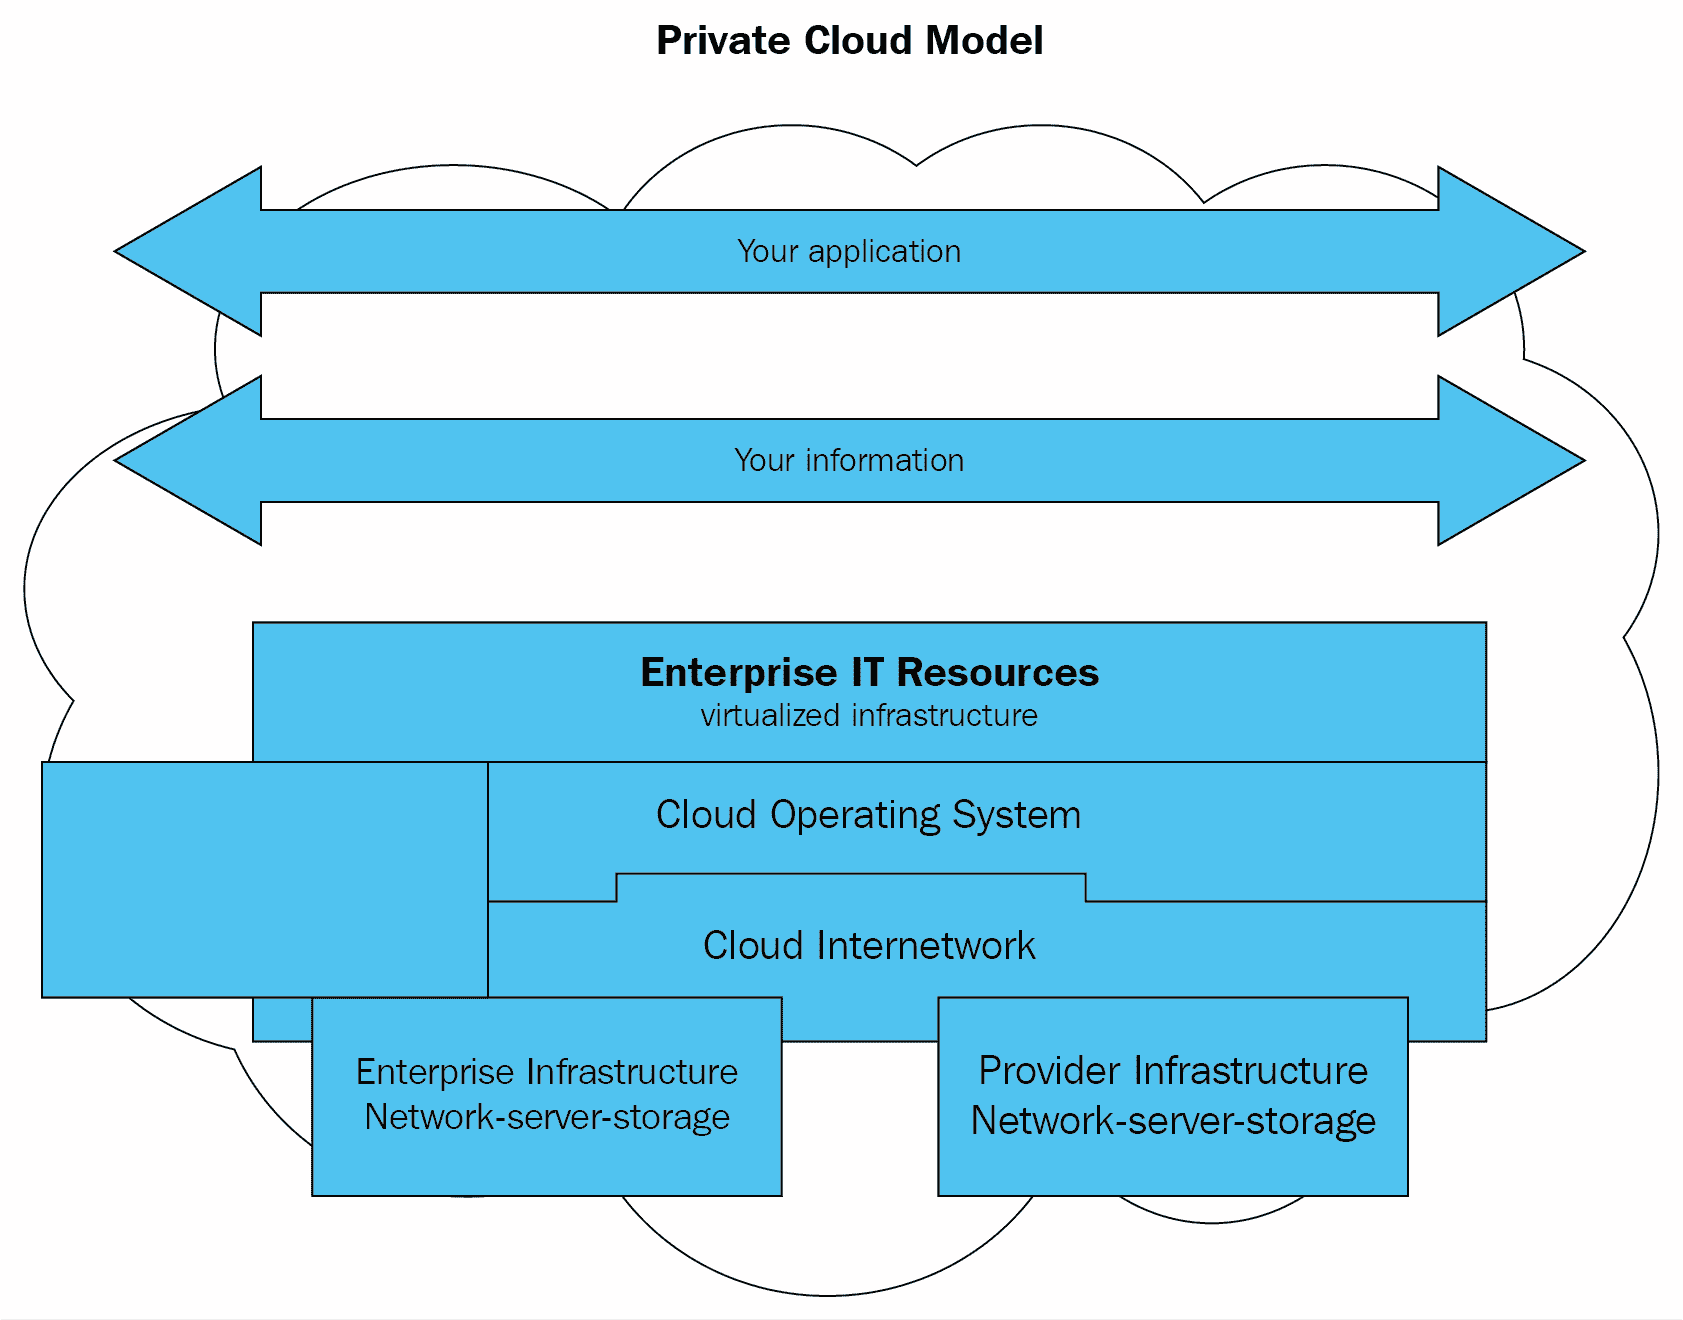 Private Cloud Model
Your application
Your information
Enterprise IT Resources
virtualized infrastructure
Cloud Operating System
Cloud Internetwork
Enterprise Infrastructure
Network-server-storage
Provider Infrastructure
Network-server-storage